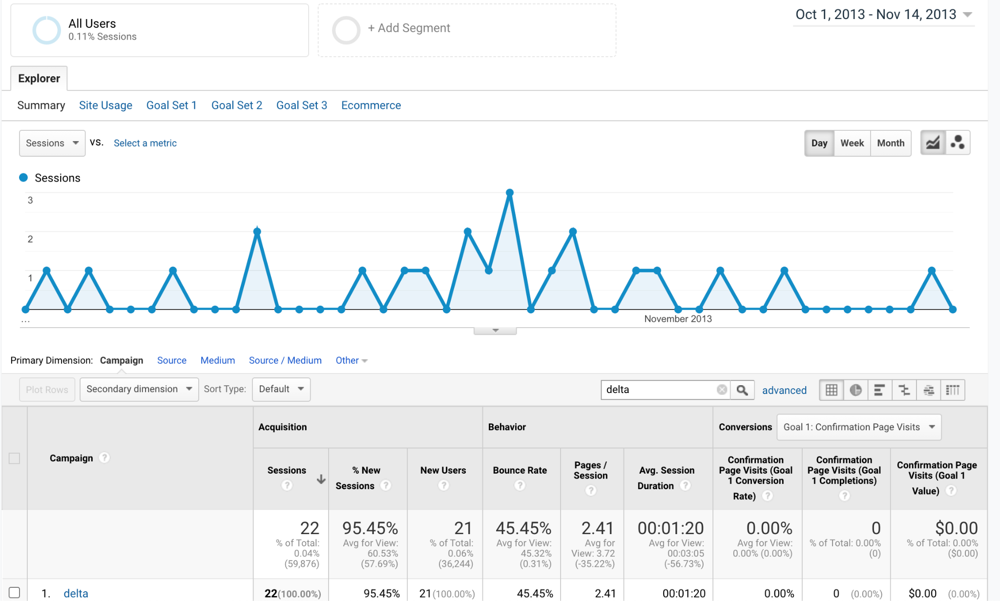 All Users
0.11% Sessions
+ Add Segment
Oct 1, 2013 - Nov 14, 2013
Explorer
Summary Site Usage Goal Set 1 Goal Set 2 Goal Set 3 Ecommerce
Sessions VS. Select a metric
Day Week Month
Sessions
3
2
1
... November 2013
Primary Dimension: Campaign Source Medium Source / Medium Other
Plot Rows Secondary dimension Sort Type: Default delta advanced
Acquisition Behavior Conversions Goal 1: Confirmation Page Visits
Campaign ?
Sessions ?
% New
Sessions ?
New Users ?
Bounce Rate ?
Pages /
Session
?
Avg. Session
Duration ?
Confirmation
Page Visits (Goal
1 Conversion
Rate) ?
Confirmation
Page Visits (Goal
1 Completions)
?
Confirmation Page
Visits (Goal 1
Value) ?
22
% of Total:
0.04%
(59,876)
95.45%
Avg for View:
60.53%
(57.69%)
21
% of Total:
0.06%
(36,244)
45.45%
Avg for View:
45.32%
(0.31%)
2.41
Avg for
View: 3.72
(-35.22%)
00:01:20
Avg for View:
00:03:05
(-56.73%)
0.00%
Avg for View:
0.00% (0.00%)
0
% of Total: 0.00%
(0)
$0.00
% of Total: 0.00%
($0.00)
1. delta 22(100.00%) 95.45% 21(100.00%) 45.45% 2.41 00:01:20 0.00% 0 (0.00%) $0.00 (0.00%)